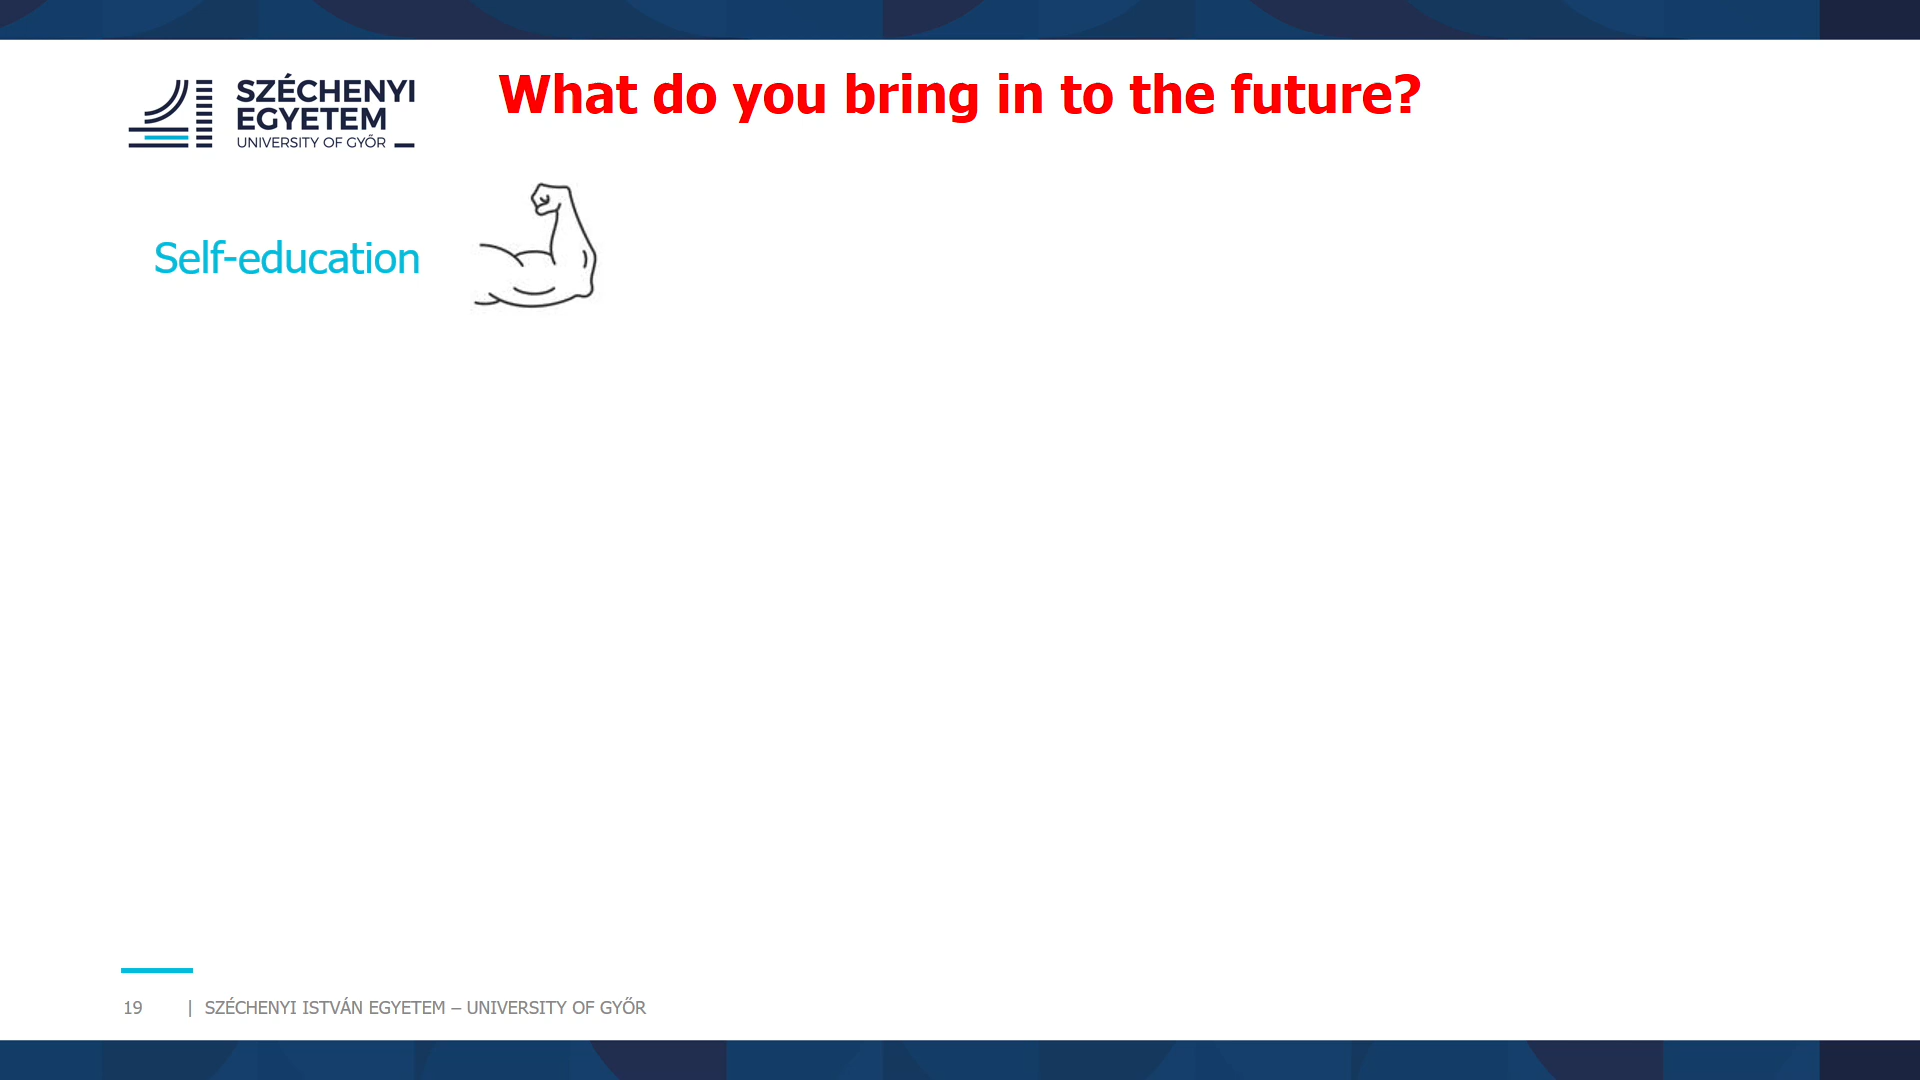 What do you bring in to the future?
SZÉCHENYI
EGYETEM
UNIVERSITY OF GYŐR
Self-education
19 | SZÉCHENYI ISTVÁN EGYETEM – UNIVERSITY OF GYŐR